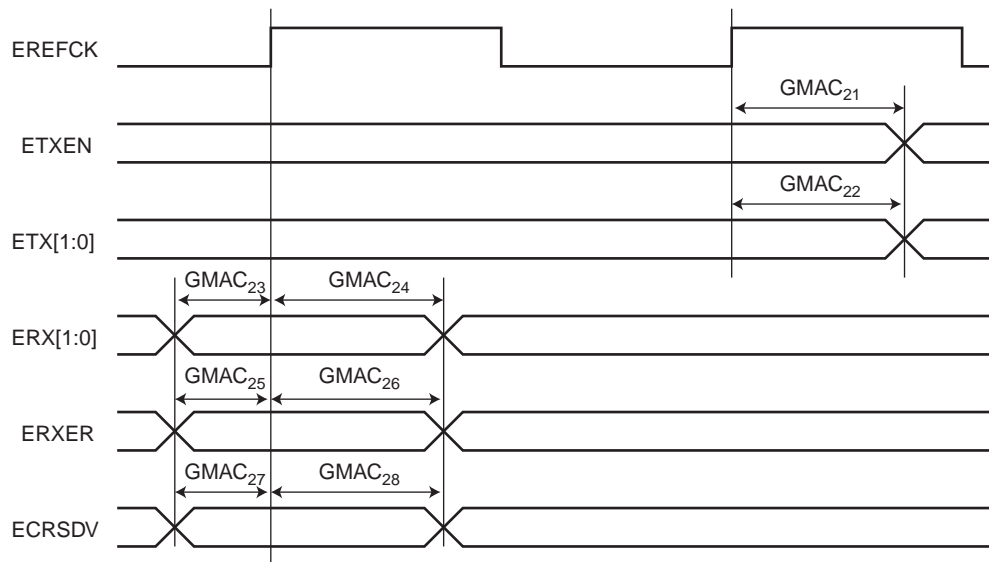 EREFCK
GMAC21
ETXEN
GMAC22
ETX[1:0]
GMAC23 GMAC24
ERX[1:0]
GMAC25 GMAC26
ERXER
GMAC27 GMAC28
ECRSDV